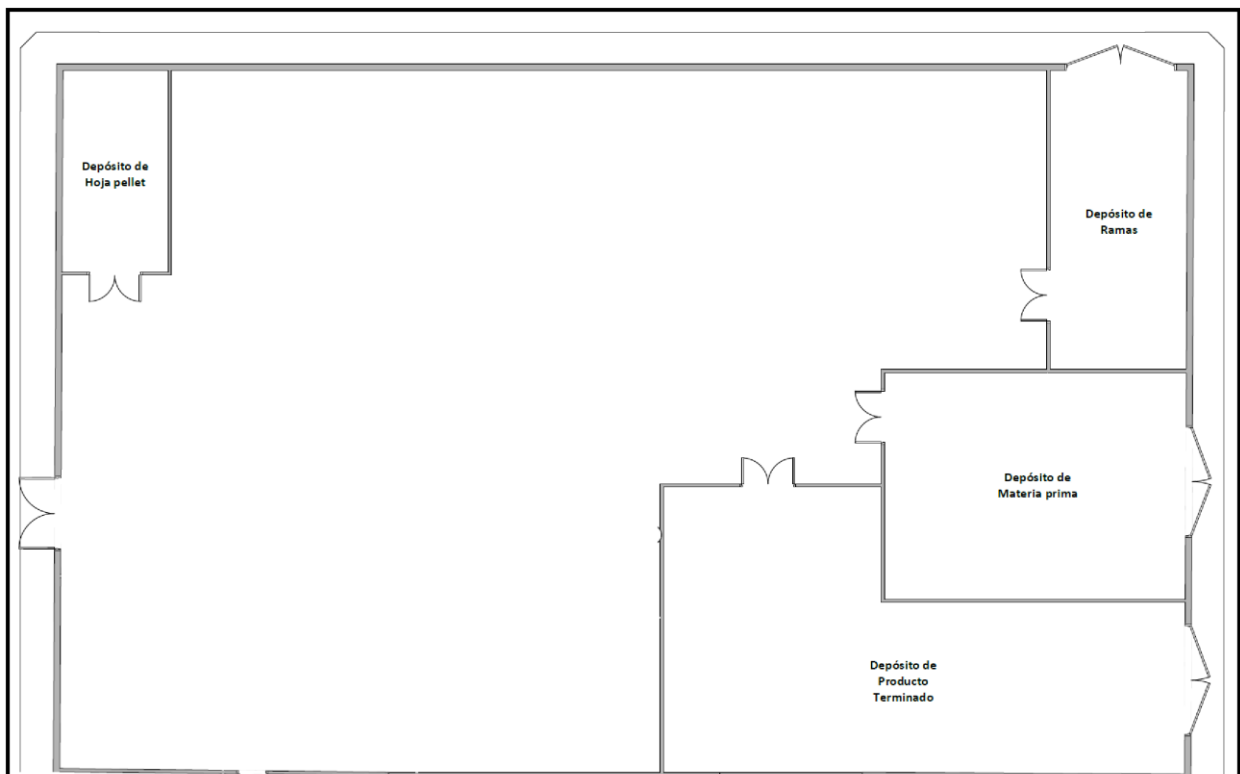 Depósito de
Hoja pellet
Depósito de
Ramas
Depósito de
Materia prima
Depósito de
Producto
Terminado